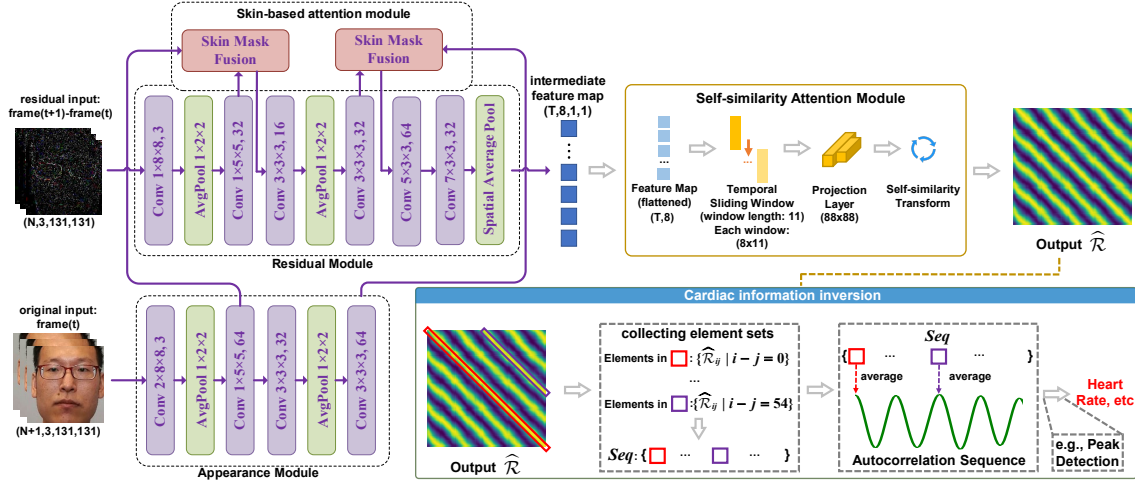 Skin-based attention module
Skin Mask
Fusion
Skin Mask
Fusion
residual input:
frame(t+1)-frame(t)
(N,3,131,131)
Conv 1×8×8, 3
AvgPool 1×2×2
Conv 1×5×5, 32
Conv 3×3×3, 16
AvgPool 1×2×2
Conv 3×3×3, 32
Conv 5×3×3, 64
Conv 7×3×3, 32
Spatial Average Pool
Residual Module
intermediate
feature map
(T,8,1,1)
...
Self-similarity Attention Module
...
Feature Map
(flattened)
(T,8)
...
Temporal
Sliding Window
(window length: 11)
Each window:
(8x11)
Projection
Layer
(88x88)
Self-similarity
Transform
Output R̂
original input:
frame(t)
(N+1,3,131,131)
Conv 2×8×8, 3
AvgPool 1×2×2
Conv 1×5×5, 64
Conv 3×3×3, 32
AvgPool 1×2×2
Conv 3×3×3, 64
Appearance Module
Cardiac information inversion
Output R̂
collecting element sets
Elements in : {R̂ij | i − j = 0}
...
Elements in :{R̂ij | i − j = 54}
Seq: { ... ... }
Seq
{ ... ... }
average
average
Autocorrelation Sequence
Heart
Rate, etc
e.g., Peak
Detection